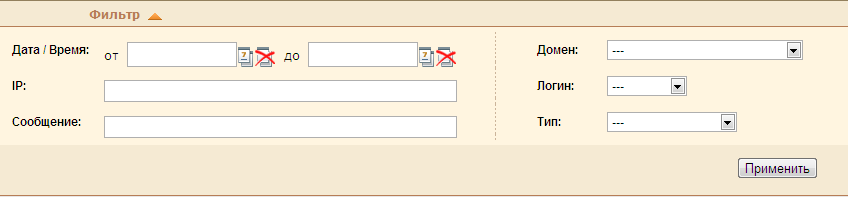 Фильтр
Дата / Время: от до
IP:
Сообщение:
Домен: ---
Логин: ---
Тип: ---
Применить